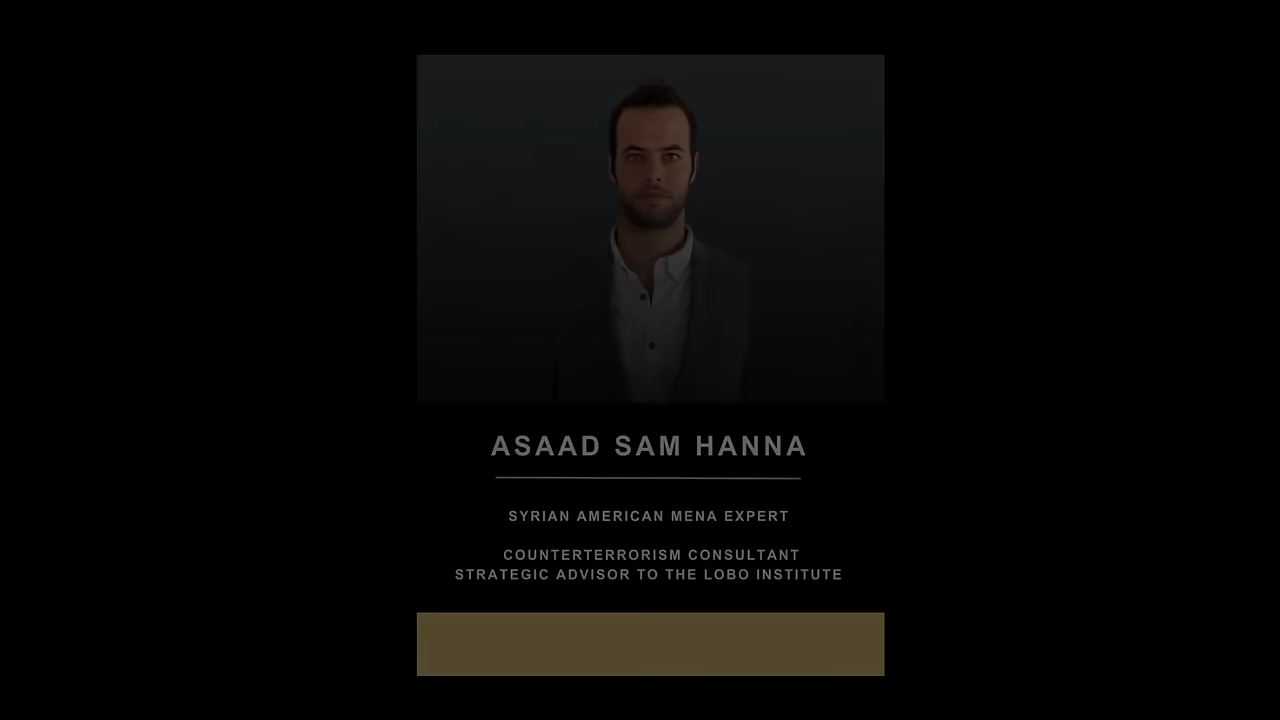 ASAAD SAM HANNA
SYRIAN AMERICAN MENA EXPERT
COUNTERTERRORISM CONSULTANT
STRATEGIC ADVISOR TO THE LOBO INSTITUTE